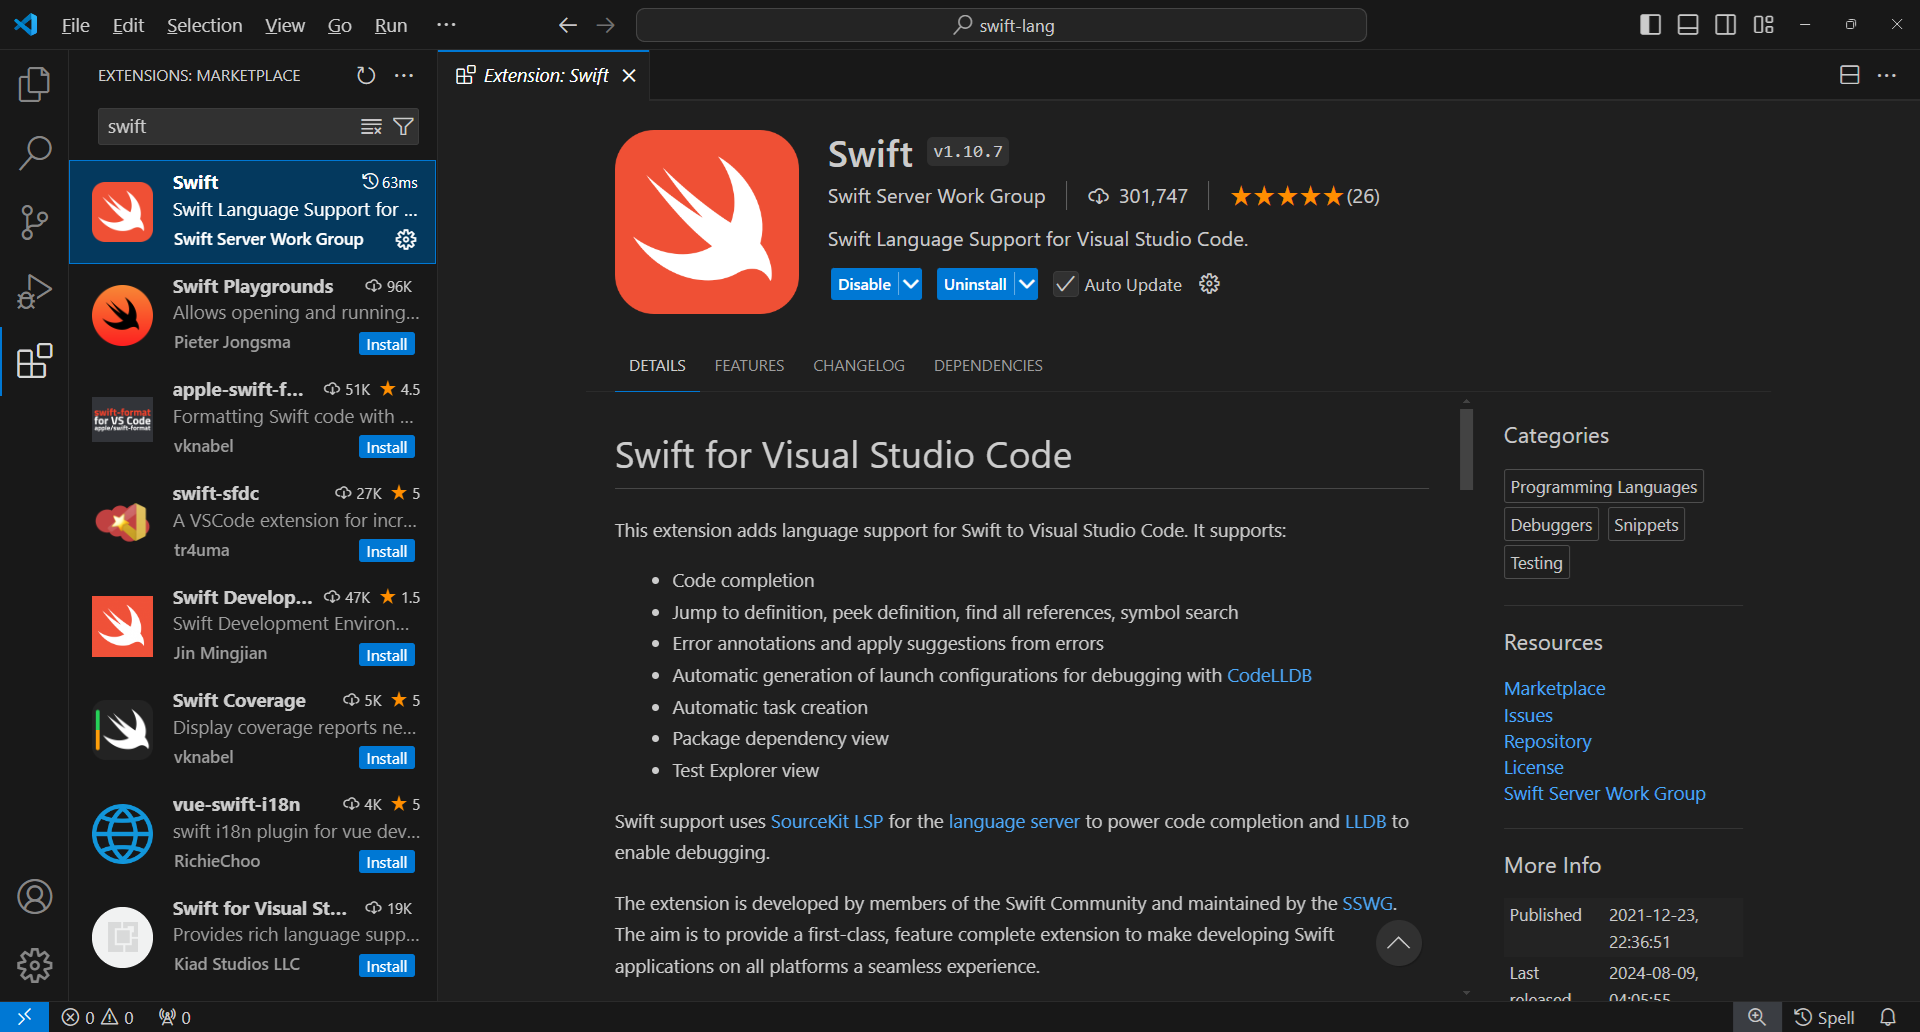 File Edit Selection View Go Run ···
swift-lang
EXTENSIONS: MARKETPLACE
swift
Swift 63ms
Swift Language Support for ...
Swift Server Work Group
Swift Playgrounds 96K
Allows opening and running...
Pieter Jongsma Install
apple-swift-f... 51K 4.5
Formatting Swift code with ...
vknabel Install
swift-format
for VS Code
apple/swift-format
swift-sfdc 27K 5
A VSCode extension for incr...
tr4uma Install
Swift Develop... 47K 1.5
Swift Development Environ...
Jin Mingjian Install
Swift Coverage 5K 5
Display coverage reports ne...
vknabel Install
vue-swift-i18n 4K 5
swift i18n plugin for vue dev...
RichieChoo Install
Swift for Visual St... 19K
Provides rich language supp...
Kiad Studios LLC Install
Extension: Swift
Swift v1.10.7
Swift Server Work Group 301,747 ★★★★★(26)
Swift Language Support for Visual Studio Code.
Disable Uninstall Auto Update
DETAILS FEATURES CHANGELOG DEPENDENCIES
Swift for Visual Studio Code
This extension adds language support for Swift to Visual Studio Code. It supports:
• Code completion
• Jump to definition, peek definition, find all references, symbol search
• Error annotations and apply suggestions from errors
• Automatic generation of launch configurations for debugging with CodeLLDB
• Automatic task creation
• Package dependency view
• Test Explorer view
Swift support uses SourceKit LSP for the language server to power code completion and LLDB to
enable debugging.
The extension is developed by members of the Swift Community and maintained by the SSWG.
The aim is to provide a first-class, feature complete extension to make developing Swift
applications on all platforms a seamless experience.
Categories
Programming Languages
Debuggers Snippets
Testing
Resources
Marketplace
Issues
Repository
License
Swift Server Work Group
More Info
Published 2021-12-23,
22:36:51
Last 2024-08-09,
released 04:05:55
0 0 0
Spell